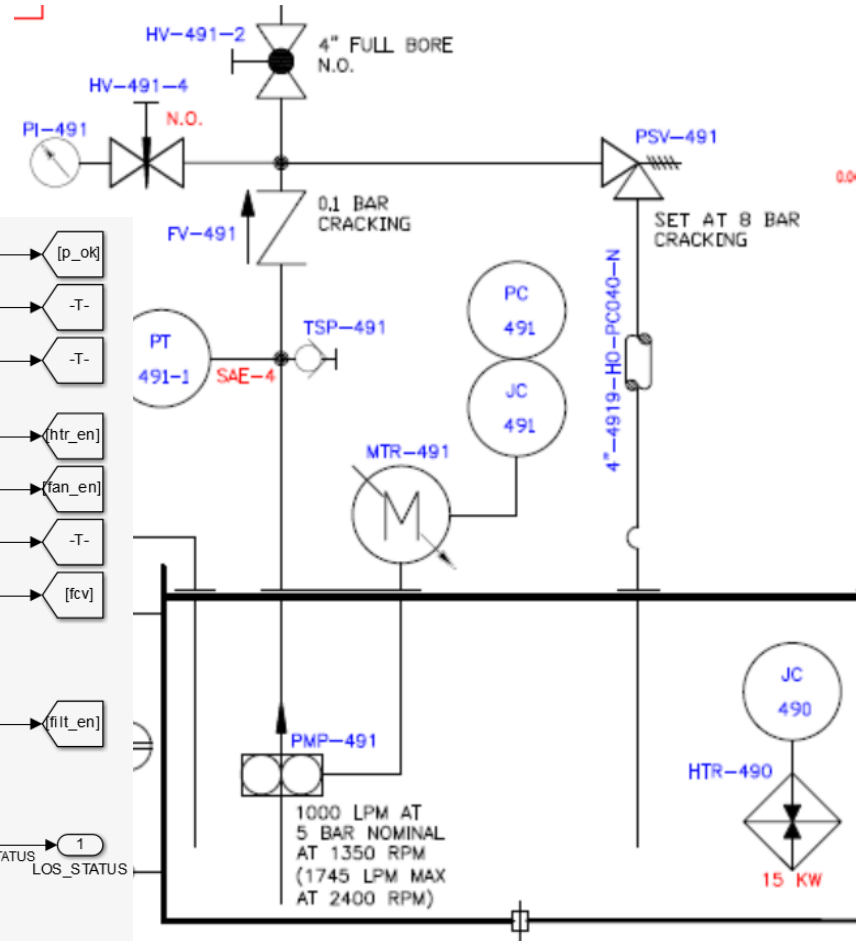 HV-491-2
4" FULL BORE
N.O.
HV-491-4
N.O.
PI-491
PSV-491
0.1 BAR
CRACKING
FV-491
SET AT 8 BAR
CRACKING
4"-4919-HO-PC040-N
PC
491
JC
491
TSP-491
PT
491-1
SAE-4
MTR-491
M
[p_ok]
-T-
-T-
[htr_en]
[fan_en]
-T-
[fcv]
[filt_en]
1
TATUS
LOS_STATUS
PMP-491
1000 LPM AT
5 BAR NOMINAL
AT 1350 RPM
(1745 LPM MAX
AT 2400 RPM)
JC
490
HTR-490
15 KW